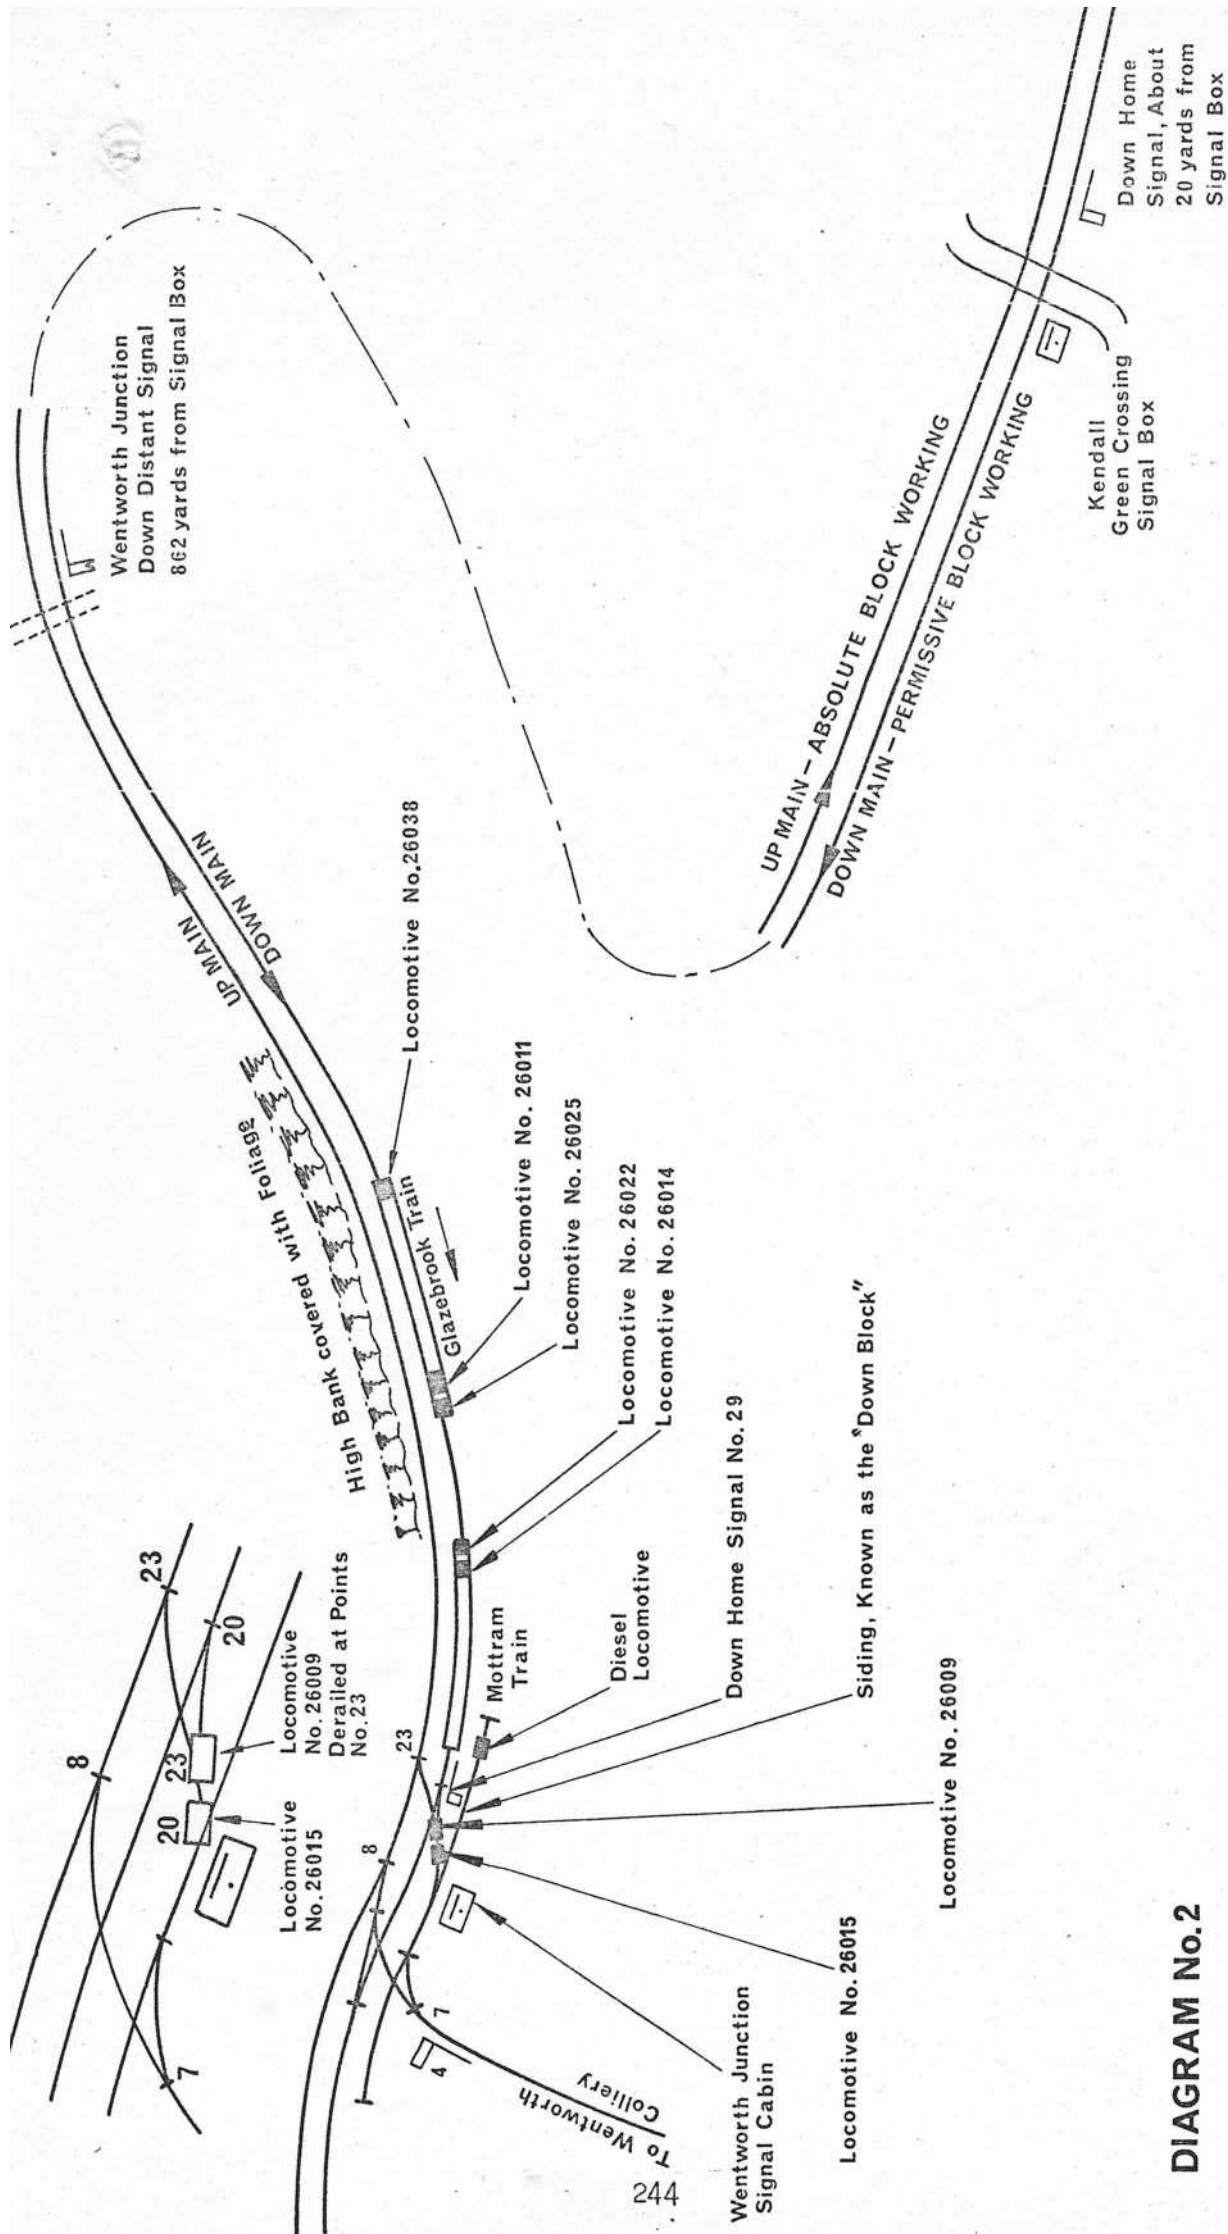 8
23
20
23
20
7
Locomotive
No. 26009
Derailed at Points
No. 23
Locomotive
No. 26015
High Bank covered with Foliage
UP MAIN
DOWN MAIN
Wentworth Junction
Down Distant Signal
862 yards from Signal Box
Locomotive No. 26038
Glazebrook Train
Locomotive No. 26011
Locomotive No. 26025
Locomotive No. 26022
Locomotive No. 26014
Mottram
Train
Diesel
Locomotive
Down Home Signal No. 29
Siding, Known as the "Down Block"
Locomotive No. 26009
Locomotive No. 26015
Wentworth Junction
Signal Cabin
23
8
7
4
To Wentworth
Colliery
UP MAIN – ABSOLUTE BLOCK WORKING
DOWN MAIN – PERMISSIVE BLOCK WORKING
Kendall
Green Crossing
Signal Box
Down Home
Signal, About
20 yards from
Signal Box
DIAGRAM No. 2
244